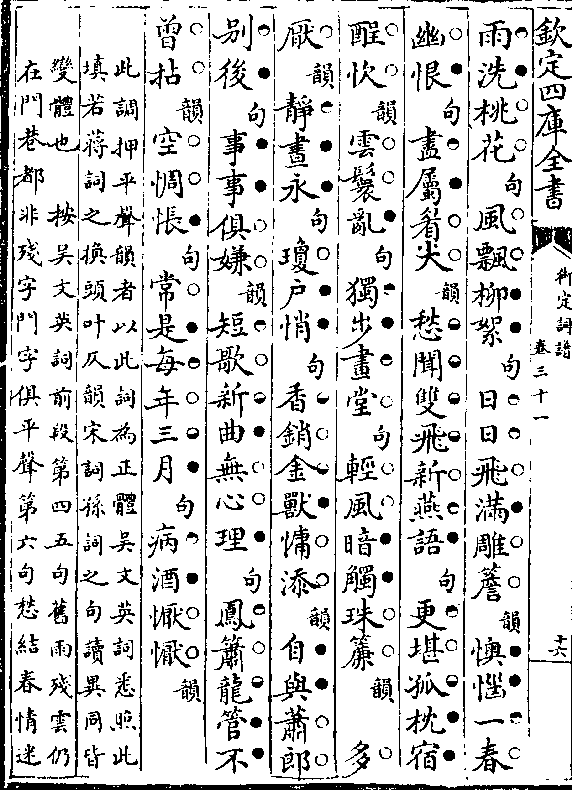 欽定四庫全書
御定詞譜
卷三十一
十六
雨洗桃花句風飄柳絮句日日飛滿雕簷韻懊惱一春
幽恨句盡屬眉尖韻愁聞雙飛新燕語句更堪孤枕宿
酲忺韻雲鬟亂句獨步畫堂句輕風暗觸珠簾韻　多
厭韻靜晝永句瓊户悄句香銷金獸慵添韻自與蕭郎
别後句事事俱嫌韻短歌新曲無心理句鳳簫龍管不
曾拈韻空惆悵句常是每年三月句病酒懨懨韻
此調押平聲韻者以此詞為正體吳文英詞悉照此
填若蔣詞之換頭叶仄韻宋詞孫詞之句讀異同皆
變體也　按吳文英詞前段第四五句舊雨殘雲仍
在門巷都非殘字門字俱平聲第六句愁結春情迷